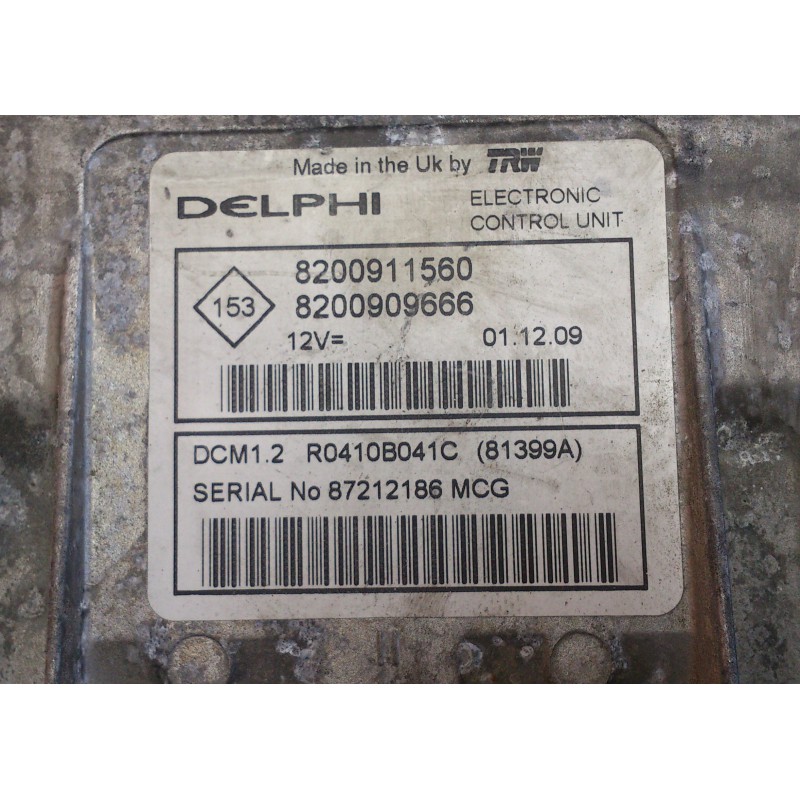 Made in the Uk by TRW
DELPHI
ELECTRONIC
CONTROL UNIT
153
8200911560
8200909666
12V= 01.12.09
DCM1.2 R0410B041C (81399A)
SERIAL No 87212186 MCG